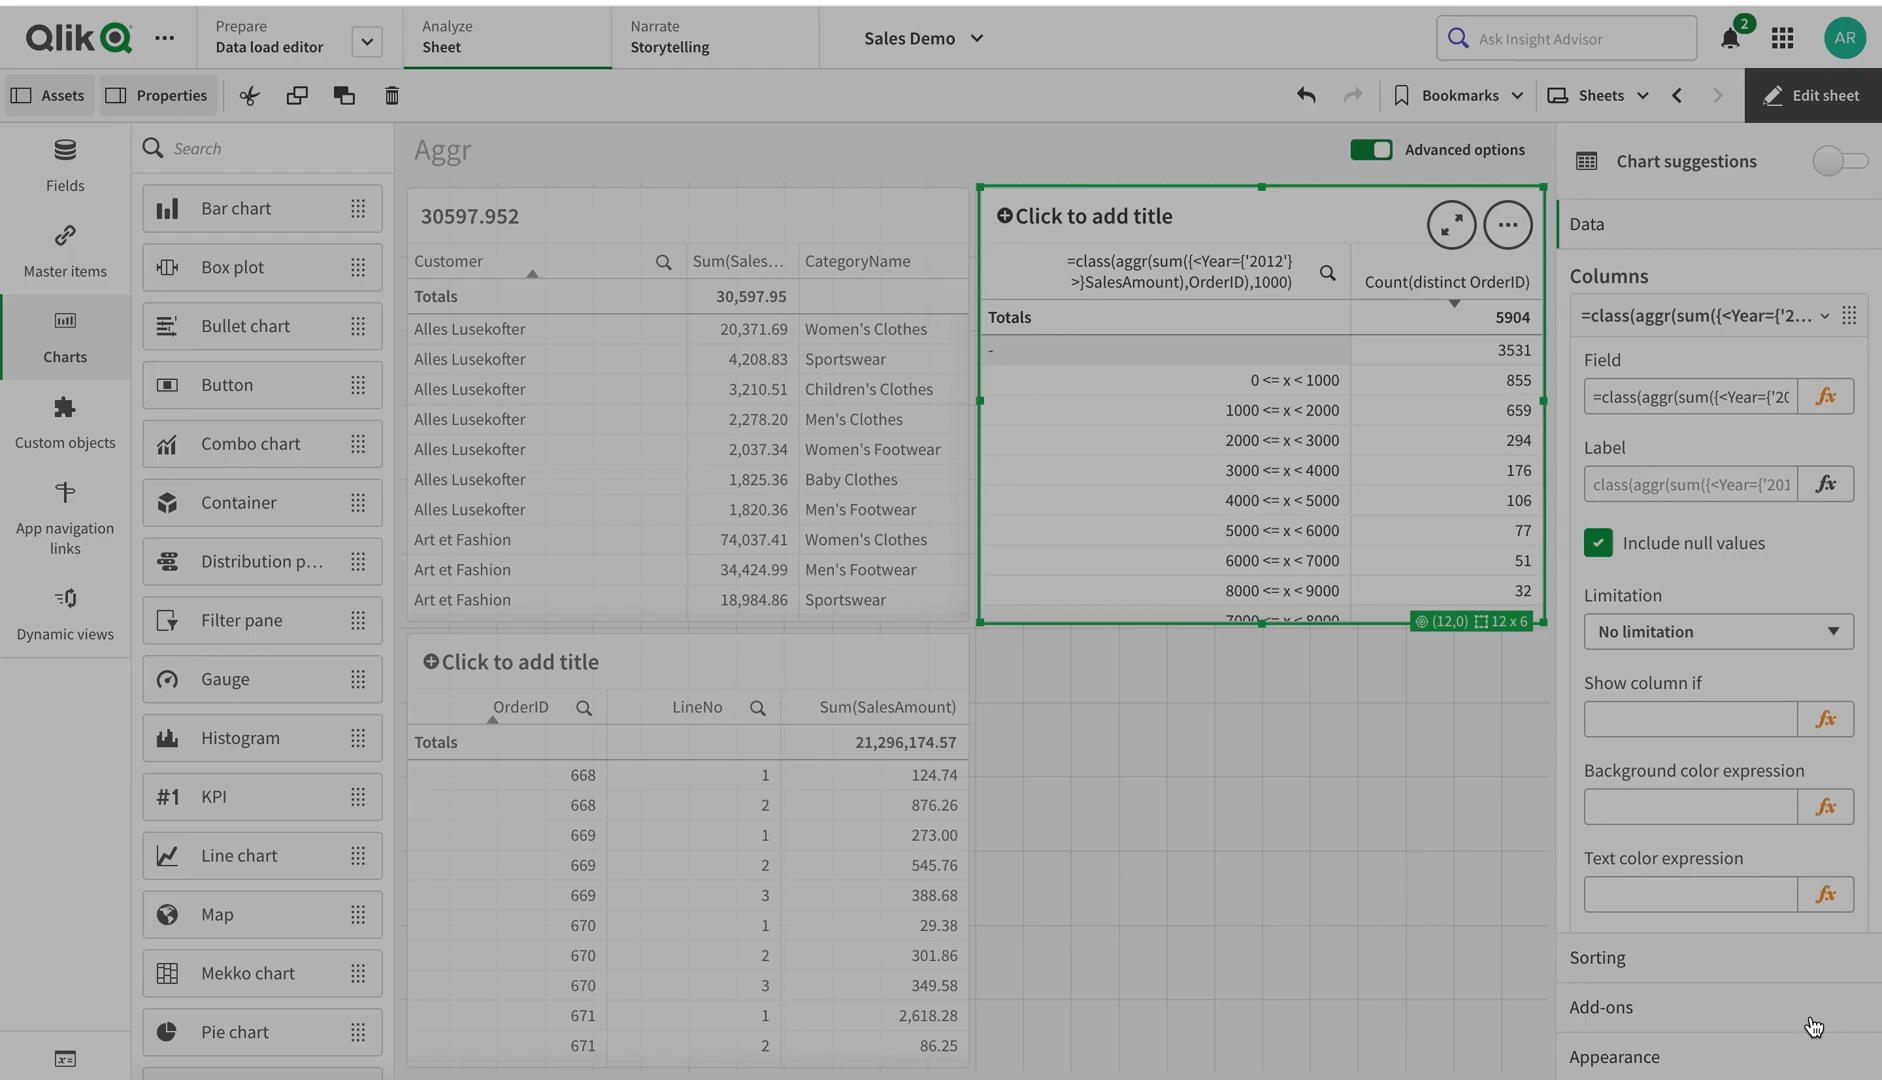 Qlik
Prepare
Data load editor
Analyze
Sheet
Narrate
Storytelling
Sales Demo
Ask Insight Advisor
2
AR
Assets
Properties
Bookmarks
Sheets
Edit sheet
Fields
Master items
Charts
Custom objects
App navigation
links
Dynamic views
Search
Bar chart
Box plot
Bullet chart
Button
Combo chart
Container
Distribution p...
Filter pane
Gauge
Histogram
#1 KPI
Line chart
Map
Mekko chart
Pie chart
Aggr
Advanced options
30597.952
Customer Sum(Sales... CategoryName
Totals 30,597.95
Alles Lusekofter 20,371.69 Women's Clothes
Alles Lusekofter 4,208.83 Sportswear
Alles Lusekofter 3,210.51 Children's Clothes
Alles Lusekofter 2,278.20 Men's Clothes
Alles Lusekofter 2,037.34 Women's Footwear
Alles Lusekofter 1,825.36 Baby Clothes
Alles Lusekofter 1,820.36 Men's Footwear
Art et Fashion 74,037.41 Women's Clothes
Art et Fashion 34,424.99 Men's Footwear
Art et Fashion 18,984.86 Sportswear
Click to add title
=class(aggr(sum({<Year={'2012'}
>}SalesAmount),OrderID),1000)
Count(distinct OrderID)
Totals 5904
- 3531
0 <= x < 1000 855
1000 <= x < 2000 659
2000 <= x < 3000 294
3000 <= x < 4000 176
4000 <= x < 5000 106
5000 <= x < 6000 77
6000 <= x < 7000 51
8000 <= x < 9000 32
7000 <= x < 8000
(12,0) 12 x 6
Click to add title
OrderID LineNo Sum(SalesAmount)
Totals 21,296,174.57
668 1 124.74
668 2 876.26
669 1 273.00
669 2 545.76
669 3 388.68
670 1 29.38
670 2 301.86
670 3 349.58
671 1 2,618.28
671 2 86.25
Chart suggestions
Data
Columns
=class(aggr(sum({<Year={'2...
Field
=class(aggr(sum({<Year={'20
fx
Label
class(aggr(sum({<Year={'201
fx
Include null values
Limitation
No limitation
Show column if
fx
Background color expression
fx
Text color expression
fx
Sorting
Add-ons
Appearance